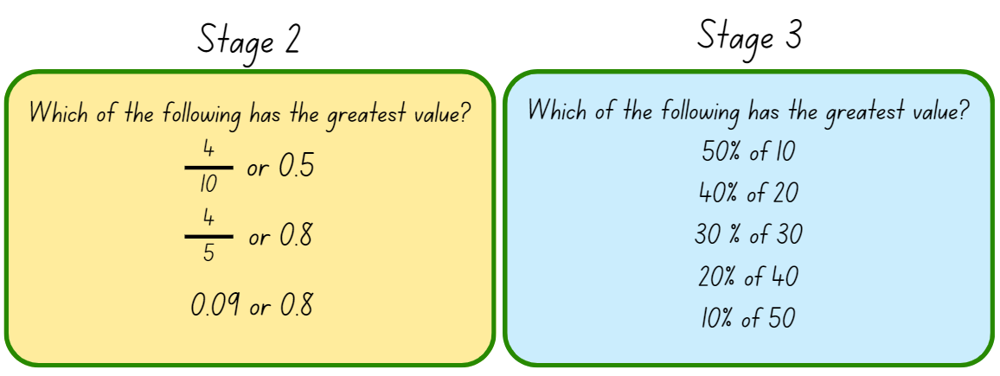 Stage 2
Which of the following has the greatest value?
4/10 or 0.5
4/5 or 0.8
0.09 or 0.8
Stage 3
Which of the following has the greatest value?
50% of 10
40% of 20
30 % of 30
20% of 40
10% of 50